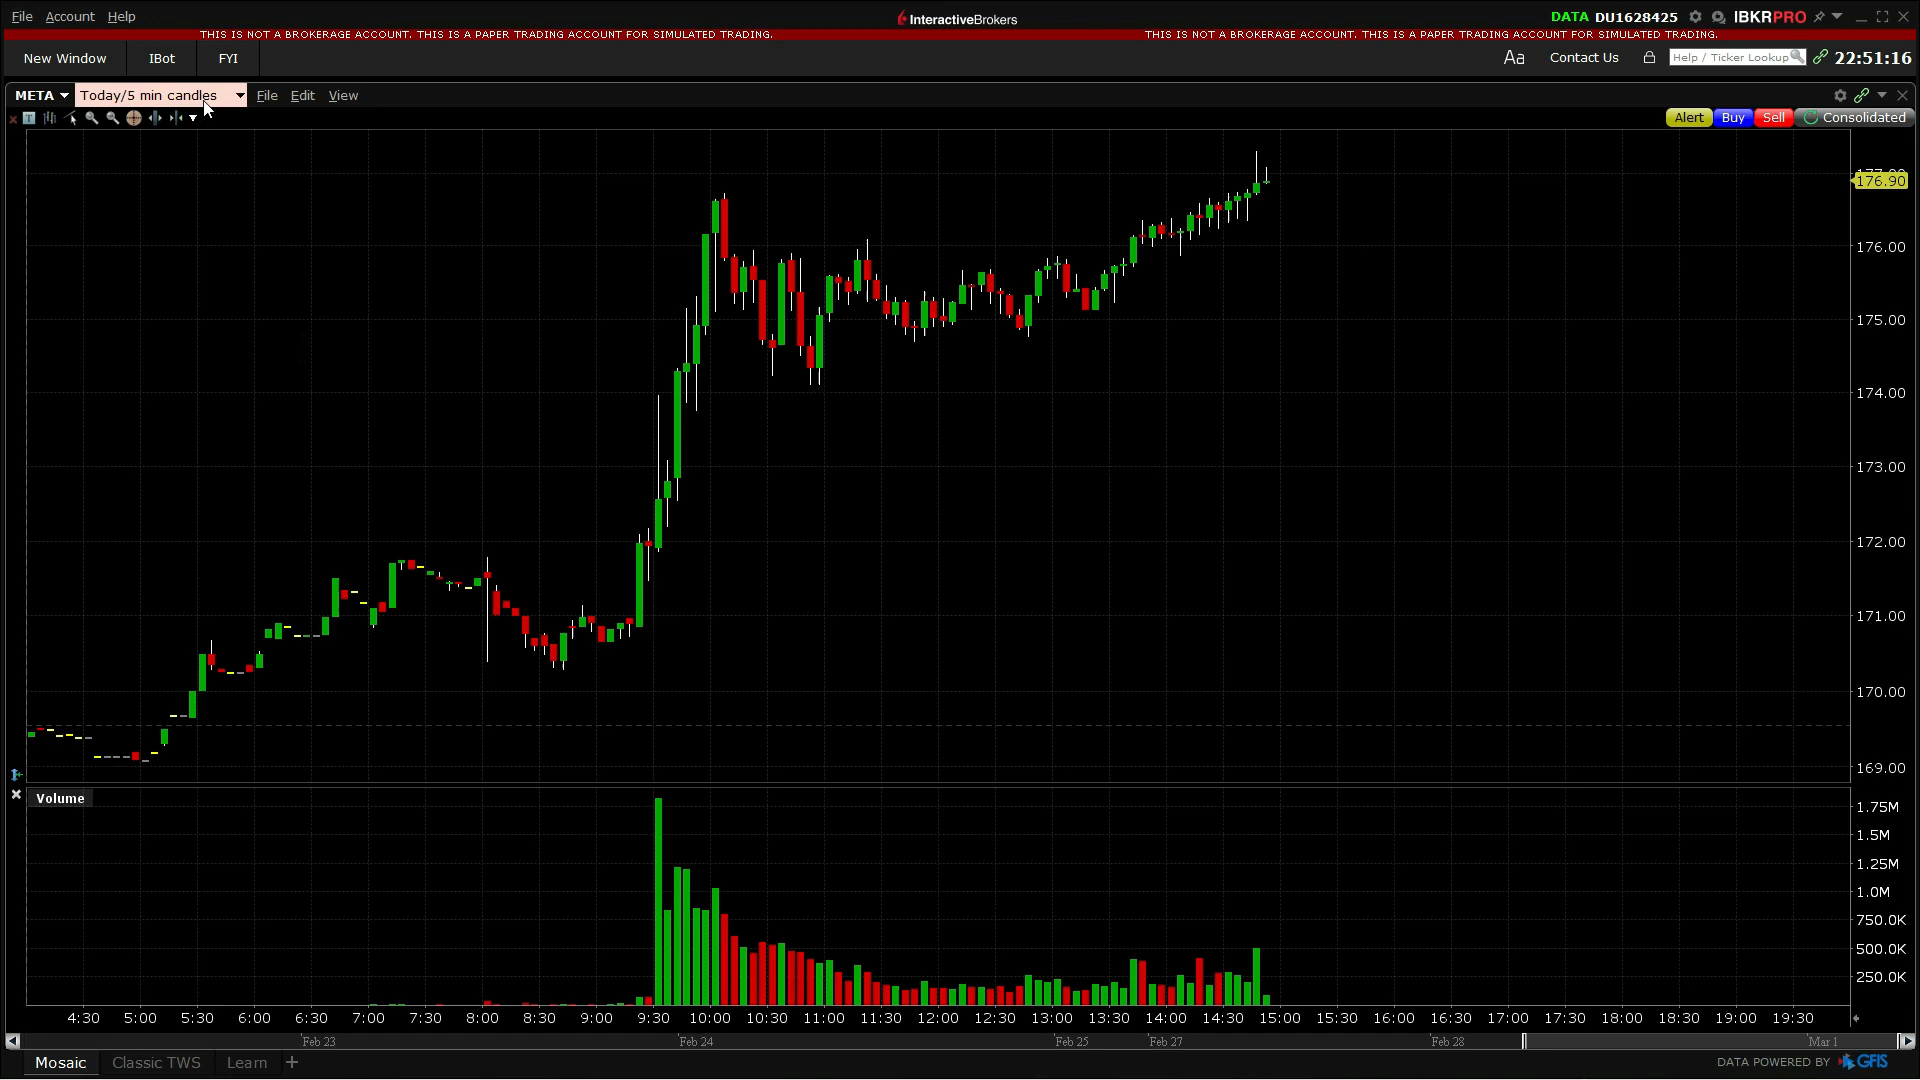 File Account Help
InteractiveBrokers
DATA DU1628425 IBKRPRO
THIS IS NOT A BROKERAGE ACCOUNT. THIS IS A PAPER TRADING ACCOUNT FOR SIMULATED TRADING.
THIS IS NOT A BROKERAGE ACCOUNT. THIS IS A PAPER TRADING ACCOUNT FOR SIMULATED TRADING.
New Window IBot FYI
Aa Contact Us Help / Ticker Lookup 22:51:16
META Today/5 min candles File Edit View
Alert Buy Sell Consolidated
176.90
176.00
175.00
174.00
173.00
172.00
171.00
170.00
169.00
Volume
1.75M
1.5M
1.25M
1.0M
750.0K
500.0K
250.0K
4:30 5:00 5:30 6:00 6:30 7:00 7:30 8:00 8:30 9:00 9:30 10:00 10:30 11:00 11:30 12:00 12:30 13:00 13:30 14:00 14:30 15:00 15:30 16:00 16:30 17:00 17:30 18:00 18:30 19:00 19:30
Feb 23 Feb 24 Feb 25 Feb 27 Feb 28 Mar 1
Mosaic Classic TWS Learn +
DATA POWERED BY GFIS